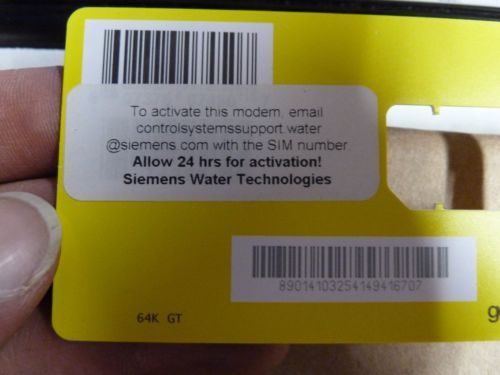 To activate this modem, email
controlsystemssupport water
@siemens.com with the SIM number
Allow 24 hrs for activation!
Siemens Water Technologies
89014103254149416707
64K GT